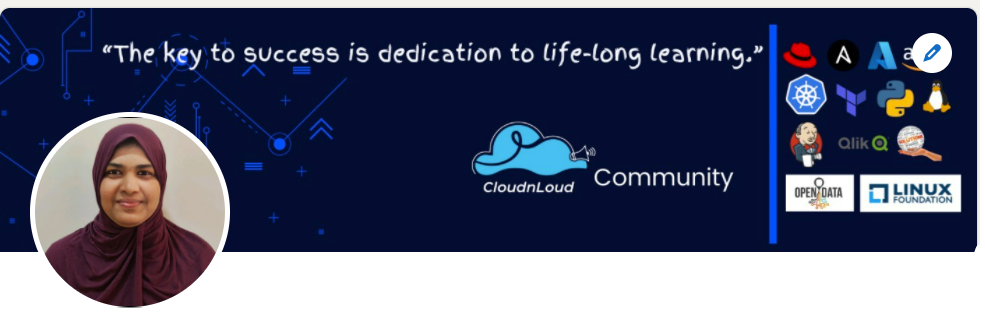 “The key to success is dedication to life-long learning.”
CloudnLoud
Community
Qlik
OPEN DATA
LINUX
FOUNDATION